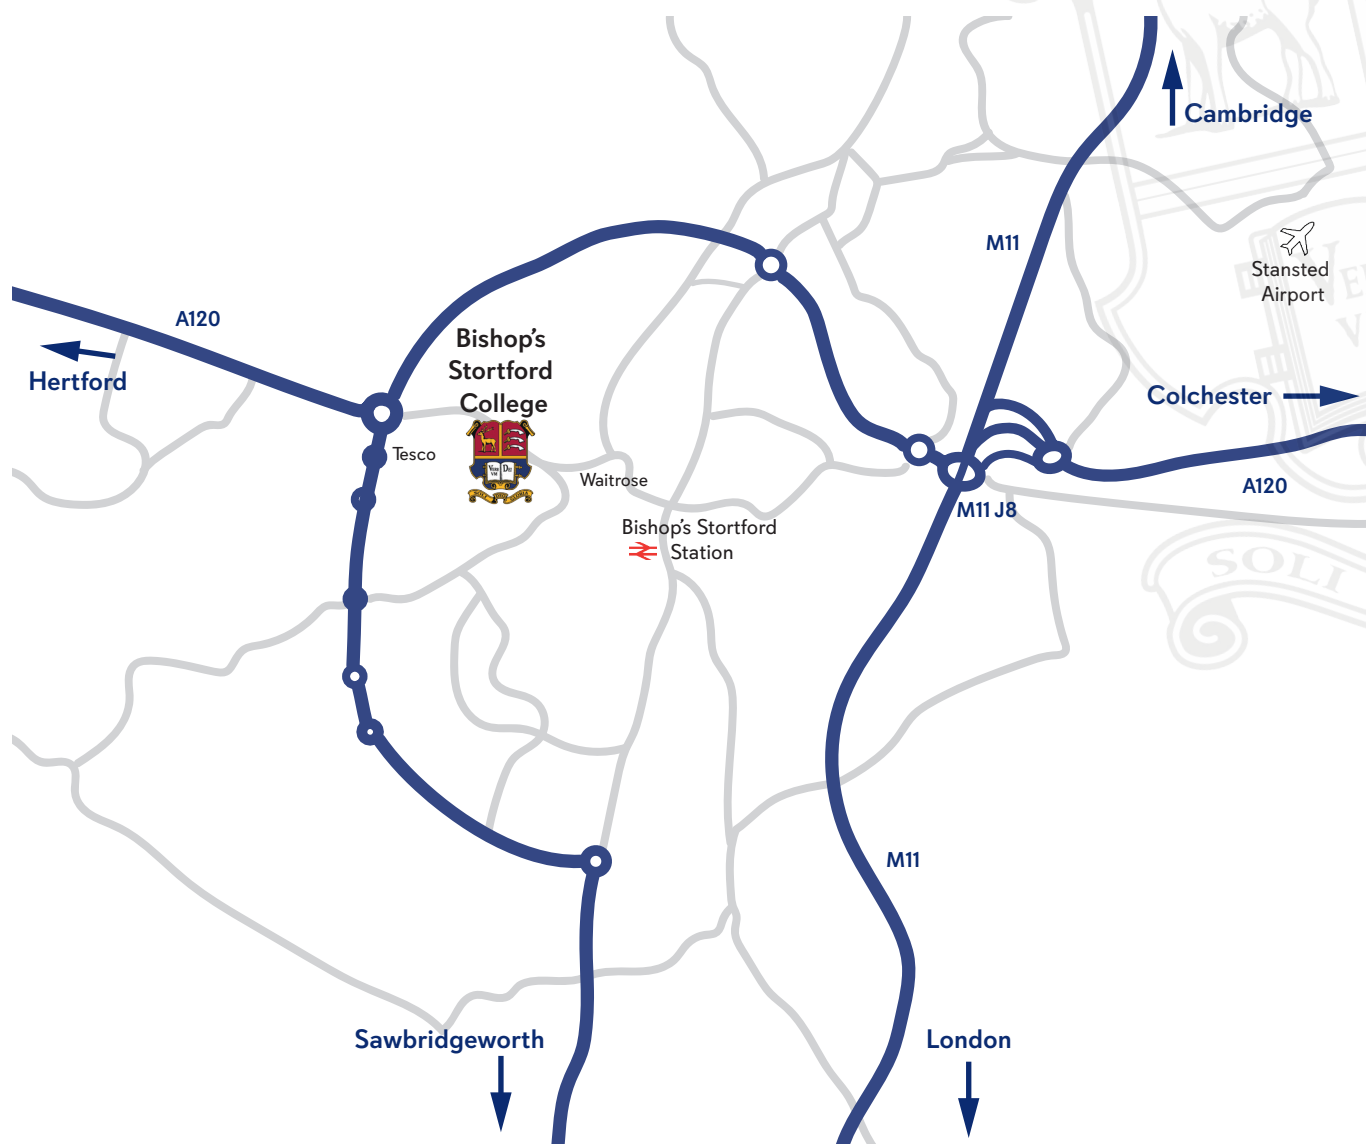 Cambridge
M11
Stansted
Airport
A120
Bishop's
Stortford
College
Hertford
Colchester
Tesco
Waitrose
A120
M11 J8
Bishop's Stortford
Station
SOLI
M11
Sawbridgeworth
London